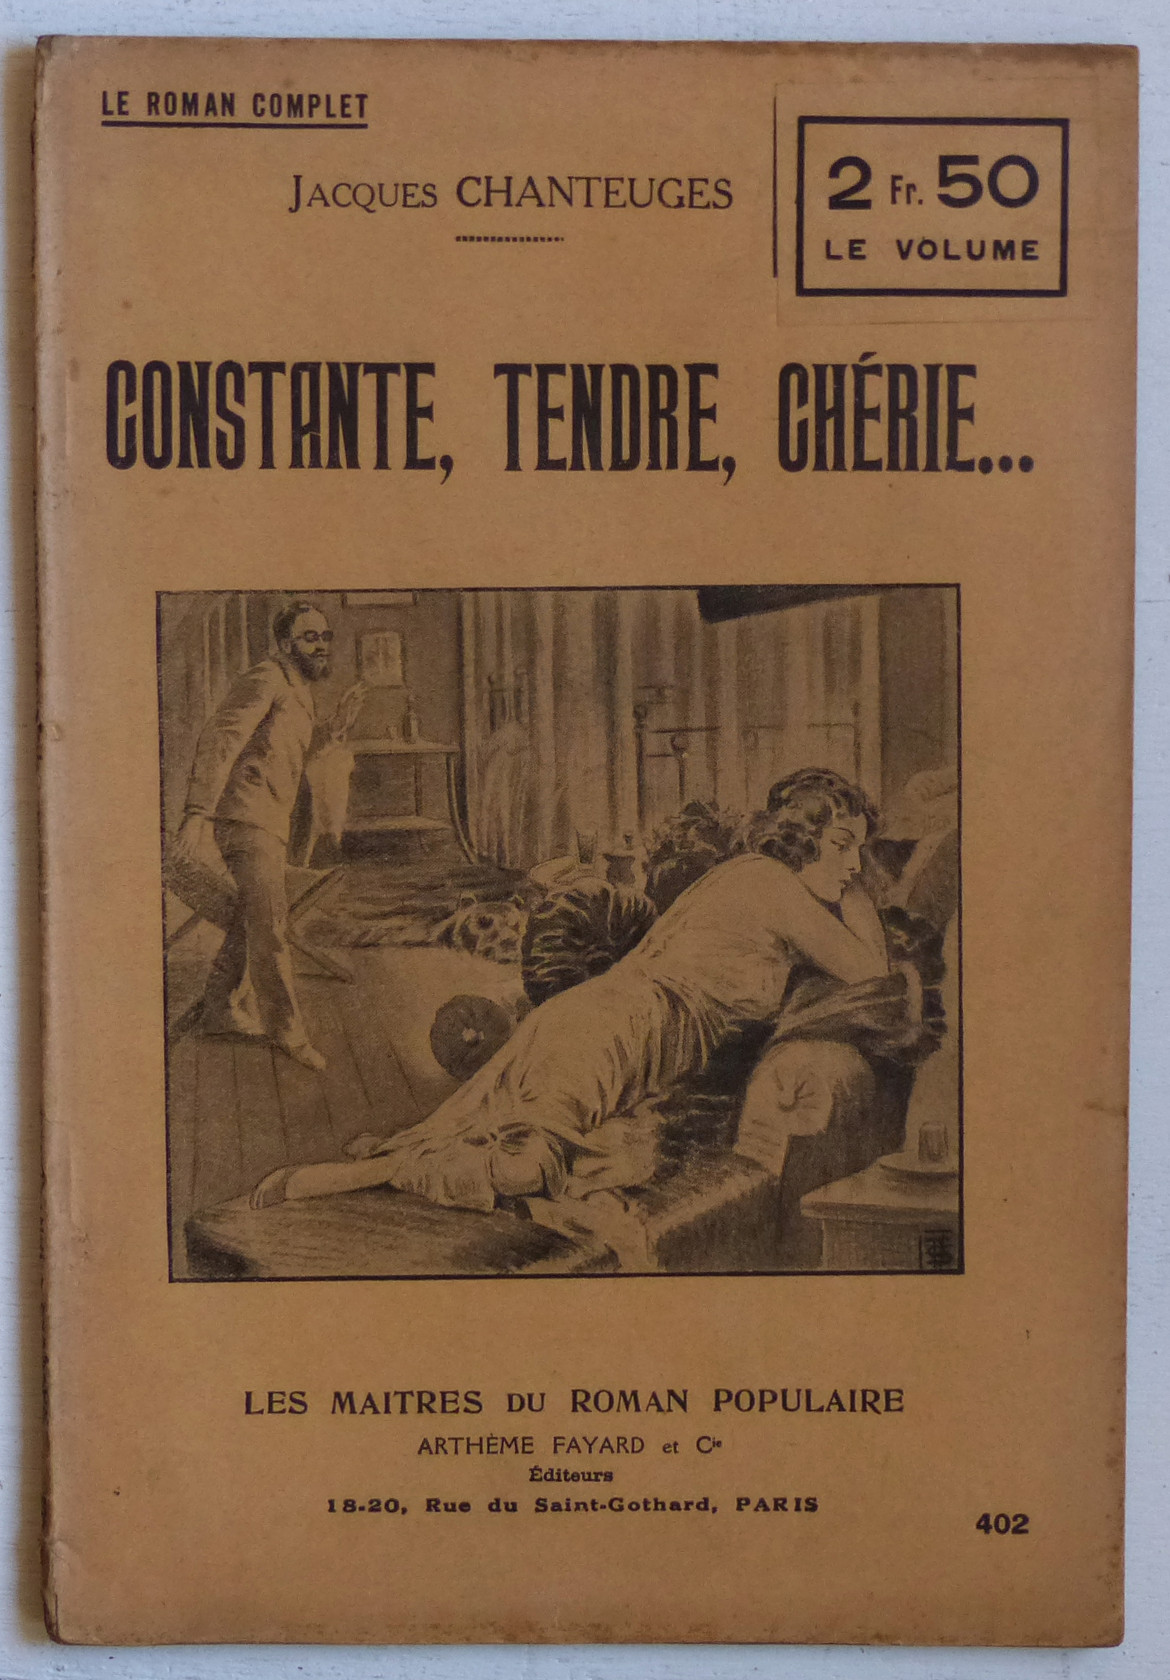 LE ROMAN COMPLET
JACQUES CHANTEUGES
2 Fr. 50
LE VOLUME
CONSTANTE, TENDRE, CHÉRIE...
LES MAITRES DU ROMAN POPULAIRE
ARTHÈME FAYARD et Cie
Éditeurs
18-20, Rue du Saint-Gothard, PARIS
402